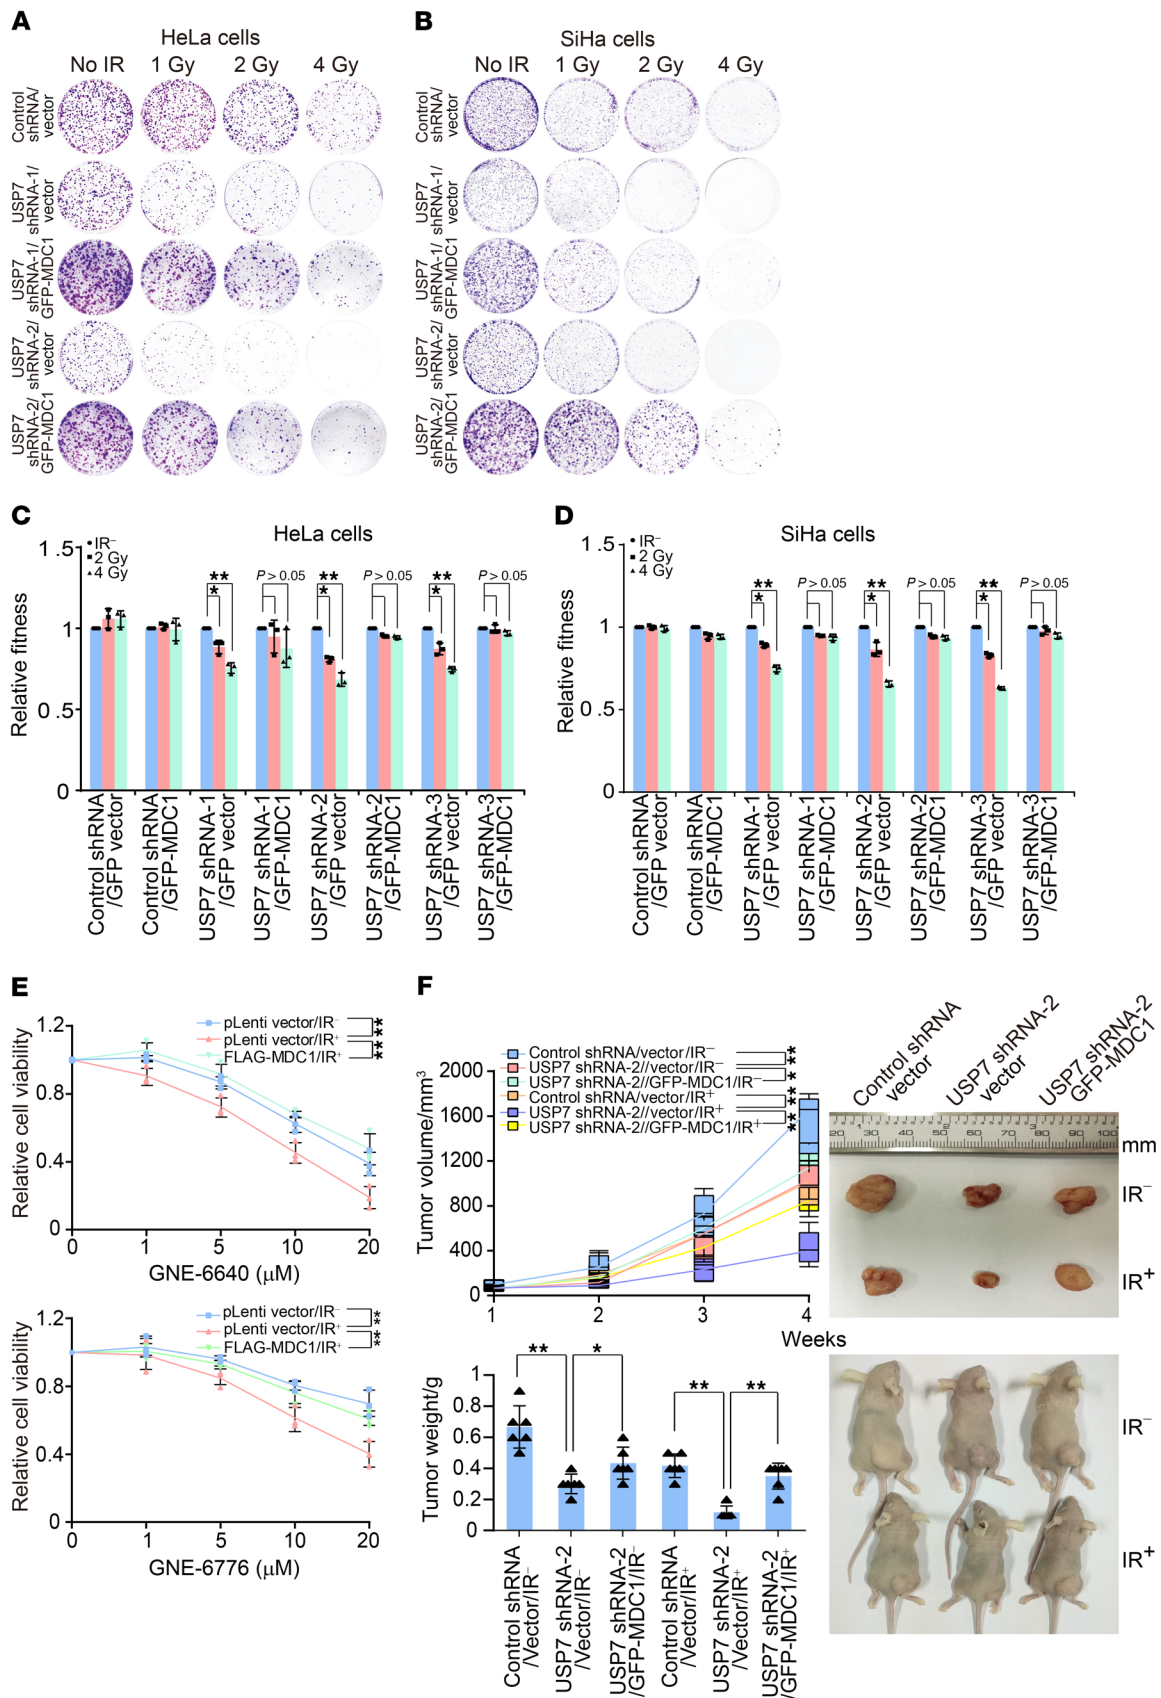 A
HeLa cells
No IR 1 Gy 2 Gy 4 Gy
Control
shRNA/
vector
USP7
shRNA-1/
vector
USP7
shRNA-1/
GFP-MDC1
USP7
shRNA-2/
vector
USP7
shRNA-2/
GFP-MDC1
B
SiHa cells
No IR 1 Gy 2 Gy 4 Gy
Control
shRNA/
vector
USP7
shRNA-1/
vector
USP7
shRNA-1/
GFP-MDC1
USP7
shRNA-2/
vector
USP7
shRNA-2/
GFP-MDC1
C
HeLa cells
Relative fitness
1.5
1
0.5
0
IR⁻
2 Gy
4 Gy
**
*
P > 0.05
**
*
P > 0.05
**
*
P > 0.05
Control shRNA
/GFP vector
Control shRNA
/GFP-MDC1
USP7 shRNA-1
/GFP vector
USP7 shRNA-1
/GFP-MDC1
USP7 shRNA-2
/GFP vector
USP7 shRNA-2
/GFP-MDC1
USP7 shRNA-3
/GFP vector
USP7 shRNA-3
/GFP-MDC1
D
SiHa cells
Relative fitness
1.5
1
0.5
0
IR⁻
2 Gy
4 Gy
**
*
P > 0.05
**
*
P > 0.05
**
*
P > 0.05
Control shRNA
/GFP vector
Control shRNA
/GFP-MDC1
USP7 shRNA-1
/GFP vector
USP7 shRNA-1
/GFP-MDC1
USP7 shRNA-2
/GFP vector
USP7 shRNA-2
/GFP-MDC1
USP7 shRNA-3
/GFP vector
USP7 shRNA-3
/GFP-MDC1
E
Relative cell viability
1.2
0.8
0.4
0
pLenti vector/IR⁻
pLenti vector/IR⁺
FLAG-MDC1/IR⁺
**
**
0 1 5 10 20
GNE-6640 (μM)
Relative cell viability
1.2
0.8
0.4
0
pLenti vector/IR⁻
pLenti vector/IR⁺
FLAG-MDC1/IR⁺
**
**
0 1 5 10 20
GNE-6776 (μM)
F
Tumor volume/mm³
2000
1600
1200
800
400
0
Control shRNA/vector/IR⁻
USP7 shRNA-2//vector/IR⁻
USP7 shRNA-2//GFP-MDC1/IR⁻
Control shRNA/vector/IR⁺
USP7 shRNA-2//vector/IR⁺
USP7 shRNA-2//GFP-MDC1/IR⁺
**
*
**
**
1 2 3 4
Weeks
Control shRNA
vector
USP7 shRNA-2
vector
USP7 shRNA-2
GFP-MDC1
20 30 40 50 60 70 80 90 100
mm
IR⁻
IR⁺
Tumor weight/g
1
0.8
0.6
0.4
0.2
0
**
*
**
**
Control shRNA
/Vector/IR⁻
USP7 shRNA-2
/Vector/IR⁻
USP7 shRNA-2
/GFP-MDC1/IR⁻
Control shRNA
/Vector/IR⁺
USP7 shRNA-2
/Vector/IR⁺
USP7 shRNA-2
/GFP-MDC1/IR⁺
IR⁻
IR⁺